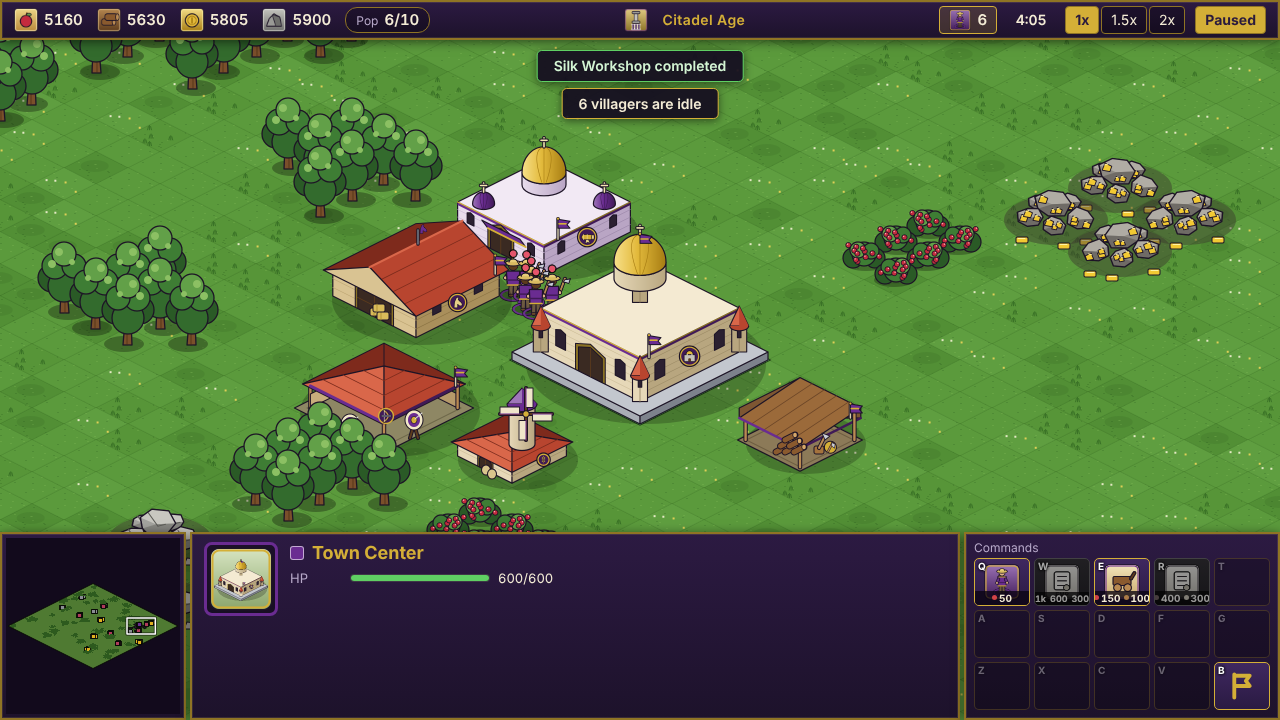 5160 5630 5805 5900 Pop 6/10 Citadel Age 6 4:05 1x 1.5x 2x Paused
Silk Workshop completed
6 villagers are idle
Town Center
HP 600/600
Commands
Q W E R T
50 1k 600 300 150 100 400 300
A S D F G
Z X C V B